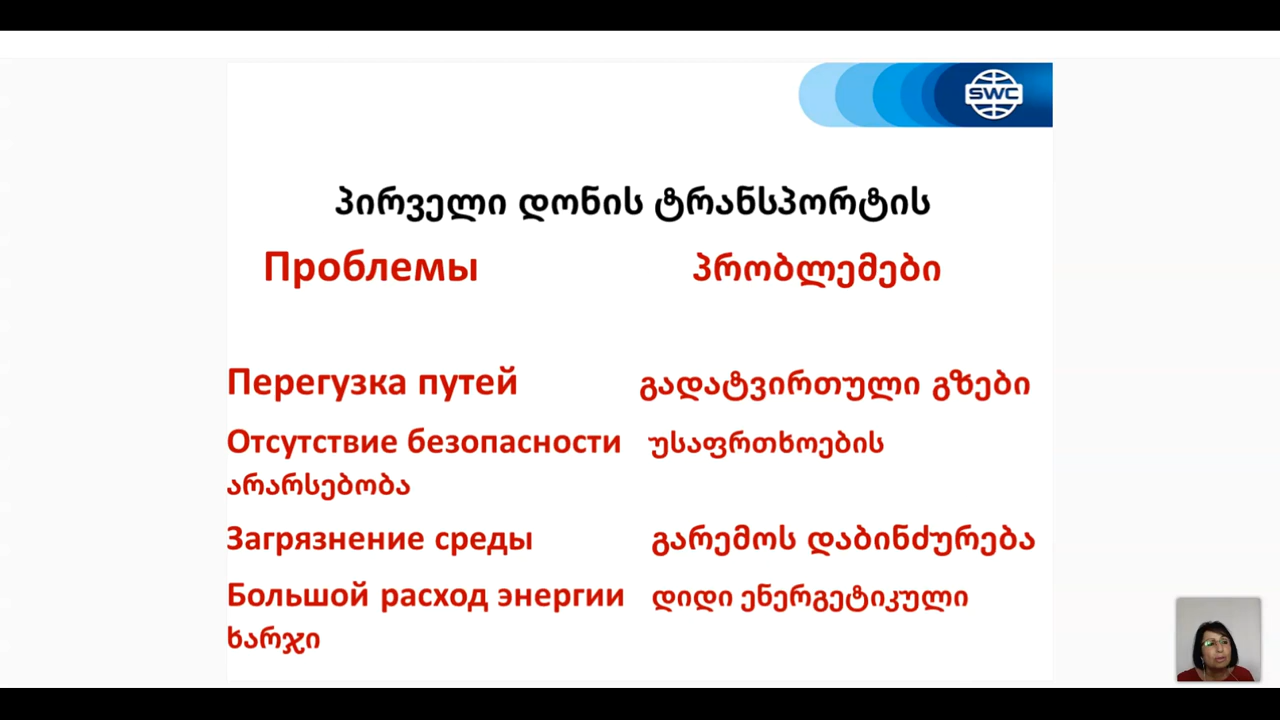 SWC
პირველი დონის ტრანსპორტის
Проблемы პრობლემები
Перегузка путей გადატვირთული გზები
Отсутствие безопасности უსაფრთხოების
არარსებობა
Загрязнение среды გარემოს დაბინძურება
Большой расход энергии დიდი ენერგეტიკული
ხარჯი